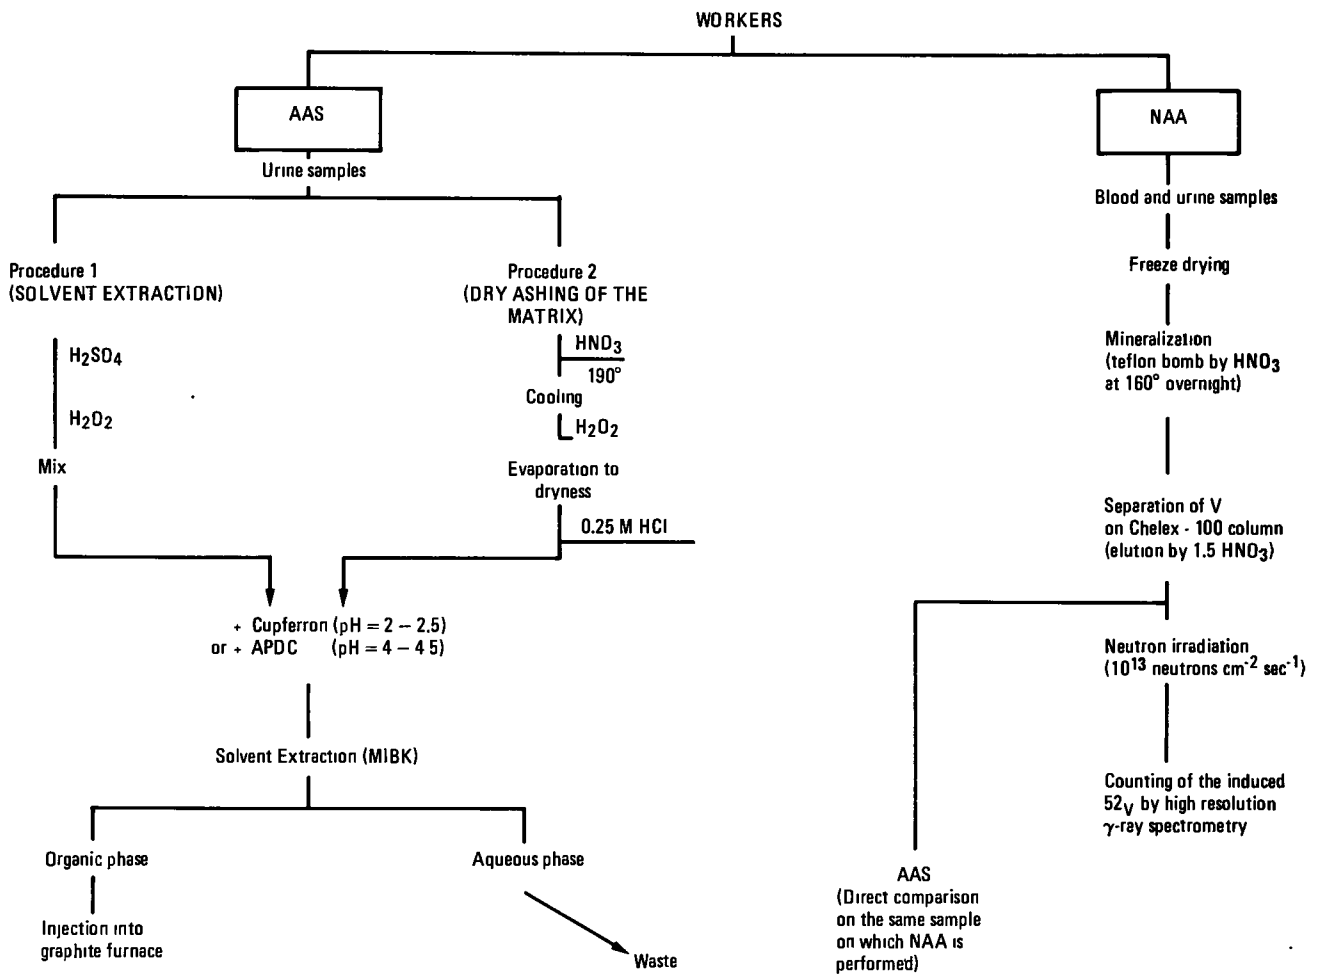 WORKERS
AAS
Urine samples
Procedure 1
(SOLVENT EXTRACTION)
H₂SO₄
H₂O₂
Mix
Procedure 2
(DRY ASHING OF THE
MATRIX)
HNO₃
190°
Cooling
H₂O₂
Evaporation to
dryness
0.25 M HCl
+ Cupferron (pH = 2 – 2.5)
or + APDC (pH = 4 – 4 5)
Solvent Extraction (MIBK)
Organic phase
Injection into
graphite furnace
Aqueous phase
Waste
NAA
Blood and urine samples
Freeze drying
Mineralization
(teflon bomb by HNO₃
at 160° overnight)
Separation of V
on Chelex - 100 column
(elution by 1.5 HNO₃)
Neutron irradiation
(10¹³ neutrons cm⁻² sec⁻¹)
Counting of the induced
52ᵥ by high resolution
γ-ray spectrometry
AAS
(Direct comparison
on the same sample
on which NAA is
performed)